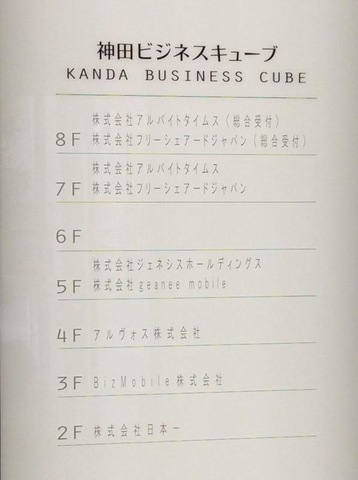 神田ビジネスキューブ
KANDA BUSINESS CUBE
株式会社アルバイトタイムス（総合受付）
8F 株式会社フリーシェアードジャパン（総合受付）
株式会社アルバイトタイムス
7F 株式会社フリーシェアードジャパン
6F
株式会社ジェネシスホールディングス
5F 株式会社geanee mobile
4F アルヴォス株式会社
3F BizMobile株式会社
2F 株式会社日本一